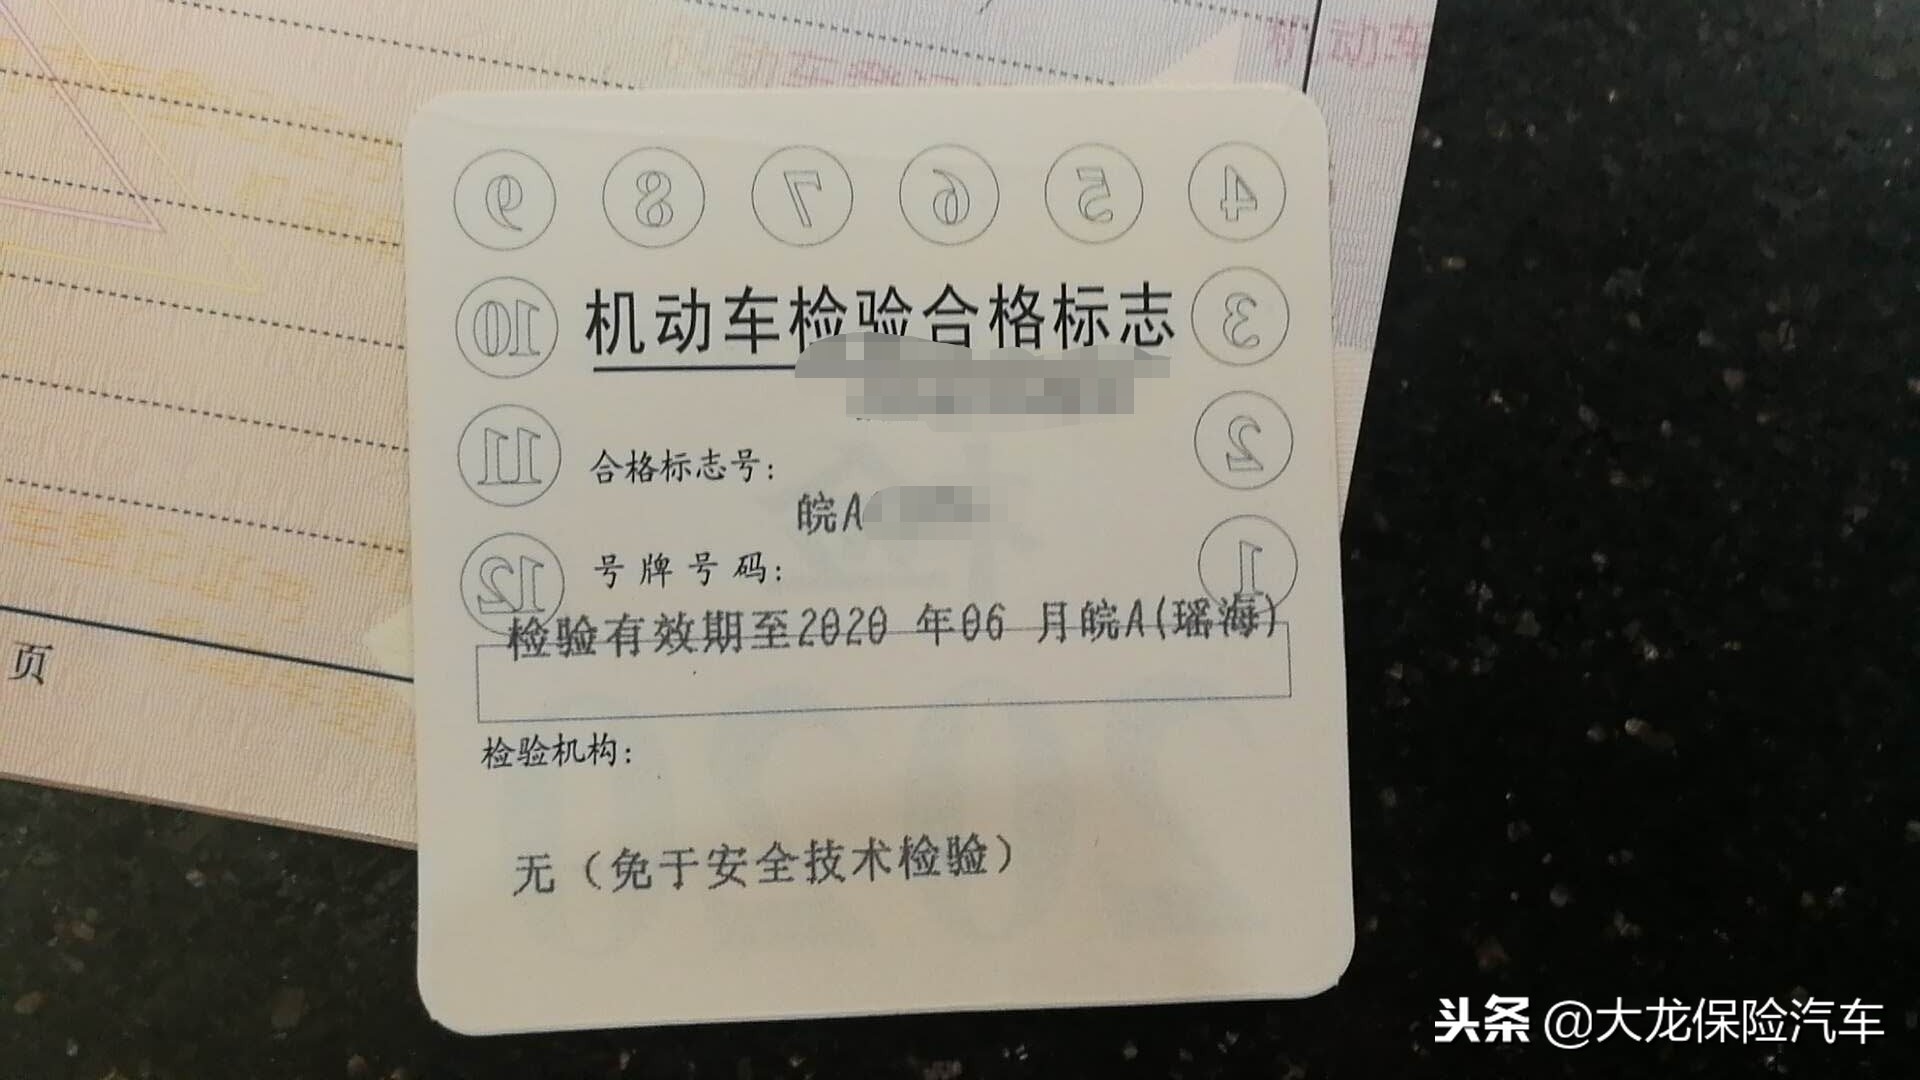 机动车
9 8 7 6 5 4
10 机动车检验合格标志 3
11 合格标志号: 2
皖A
12 号牌号码: 1
检验有效期至2020 年06 月皖A(瑶海)
页
检验机构:
无（免于安全技术检验）
头条 @大龙保险汽车